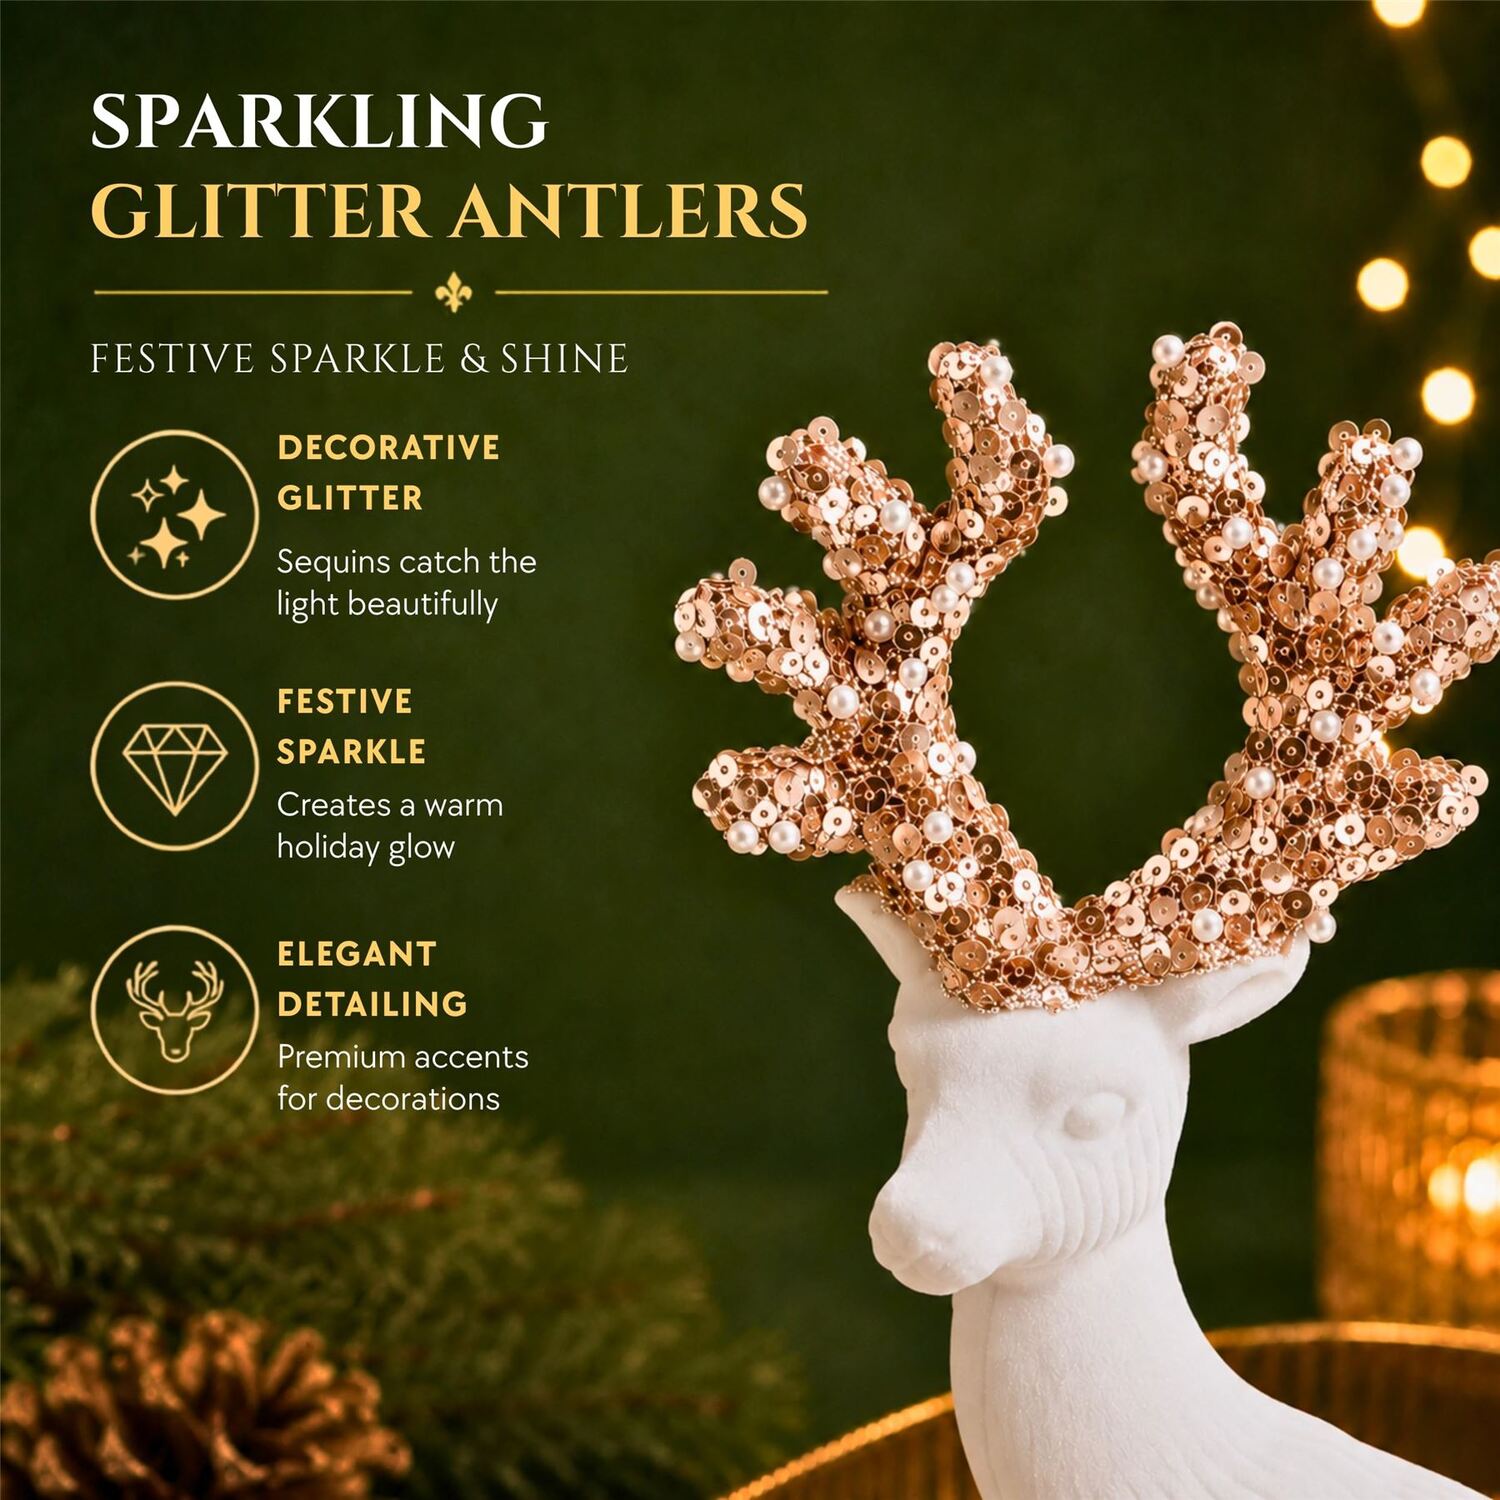 SPARKLING
GLITTER ANTLERS
FESTIVE SPARKLE & SHINE
DECORATIVE
GLITTER
Sequins catch the
light beautifully
FESTIVE
SPARKLE
Creates a warm
holiday glow
ELEGANT
DETAILING
Premium accents
for decorations